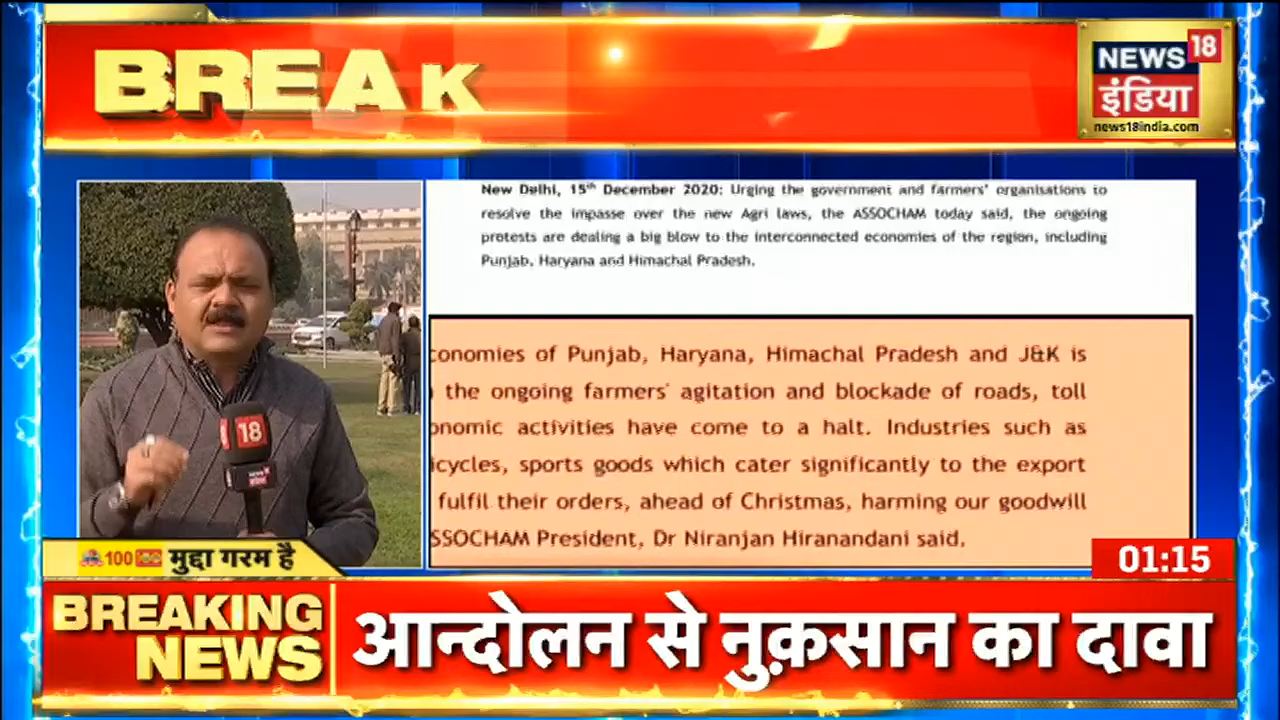 BREAK
NEWS 18
इंडिया
news18india.com
New Delhi, 15th December 2020: Urging the government and farmers' organisations to
resolve the impasse over the new Agri laws, the ASSOCHAM today said, the ongoing
protests are dealing a big blow to the interconnected economies of the region, including
Punjab, Haryana and Himachal Pradesh.
conomies of Punjab, Haryana, Himachal Pradesh and J&K is
the ongoing farmers' agitation and blockade of roads, toll
onomic activities have come to a halt. Industries such as
icycles, sports goods which cater significantly to the export
fulfil their orders, ahead of Christmas, harming our goodwill
SSOCHAM President, Dr Niranjan Hiranandani said.
18
100 मुद्दा गरम है
01:15
BREAKING
NEWS
आन्दोलन से नुक़सान का दावा